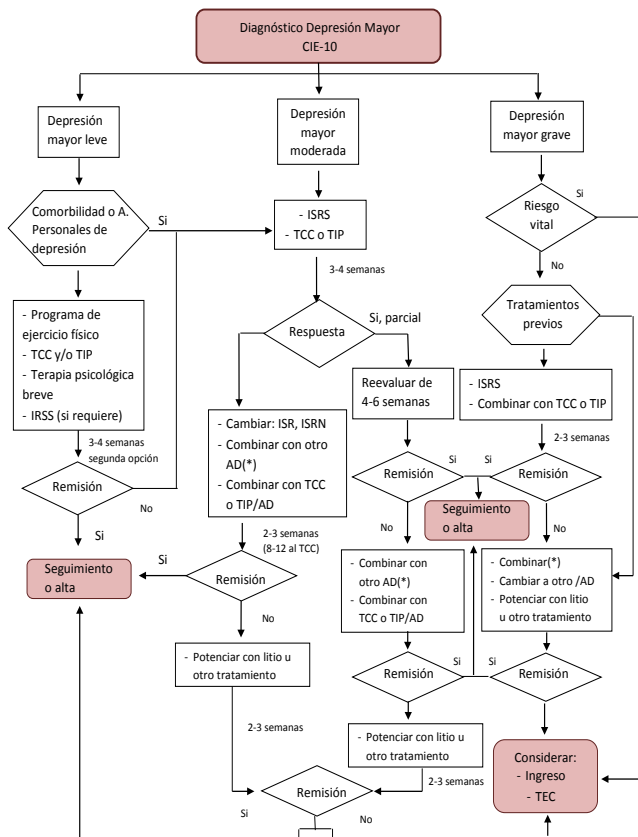 Diagnóstico Depresión Mayor
CIE-10
Depresión
mayor leve
Depresión
mayor
moderada
Depresión
mayor grave
Comorbilidad o A.
Personales de
depresión
Si
- ISRS
- TCC o TIP
Riesgo
vital
Si
No
3-4 semanas
- Programa de
ejercicio físico
- TCC y/o TIP
- Terapia psicológica
breve
- IRSS (si requiere)
Respuesta
Si, parcial
Tratamientos
previos
Reevaluar de
4-6 semanas
- ISRS
- Combinar con TCC o TIP
- Cambiar: ISR, ISRN
- Combinar con otro
AD(*)
- Combinar con TCC
o TIP/AD
3-4 semanas
segunda opción
2-3 semanas
Remisión
No
Si
Remisión
Si
Si
Remisión
Seguimiento
o alta
No
No
2-3 semanas
(8-12 al TCC)
Seguimiento
o alta
Si
Remisión
No
- Combinar con
otro AD(*)
- Combinar con
TCC o TIP/AD
- Combinar(*)
- Cambiar a otro /AD
- Potenciar con litio
u otro tratamiento
- Potenciar con litio u
otro tratamiento
Remisión
Si
Si
Remisión
2-3 semanas
- Potenciar con litio u
otro tratamiento
2-3 semanas
Considerar:
- Ingreso
- TEC
Remisión
Si
No